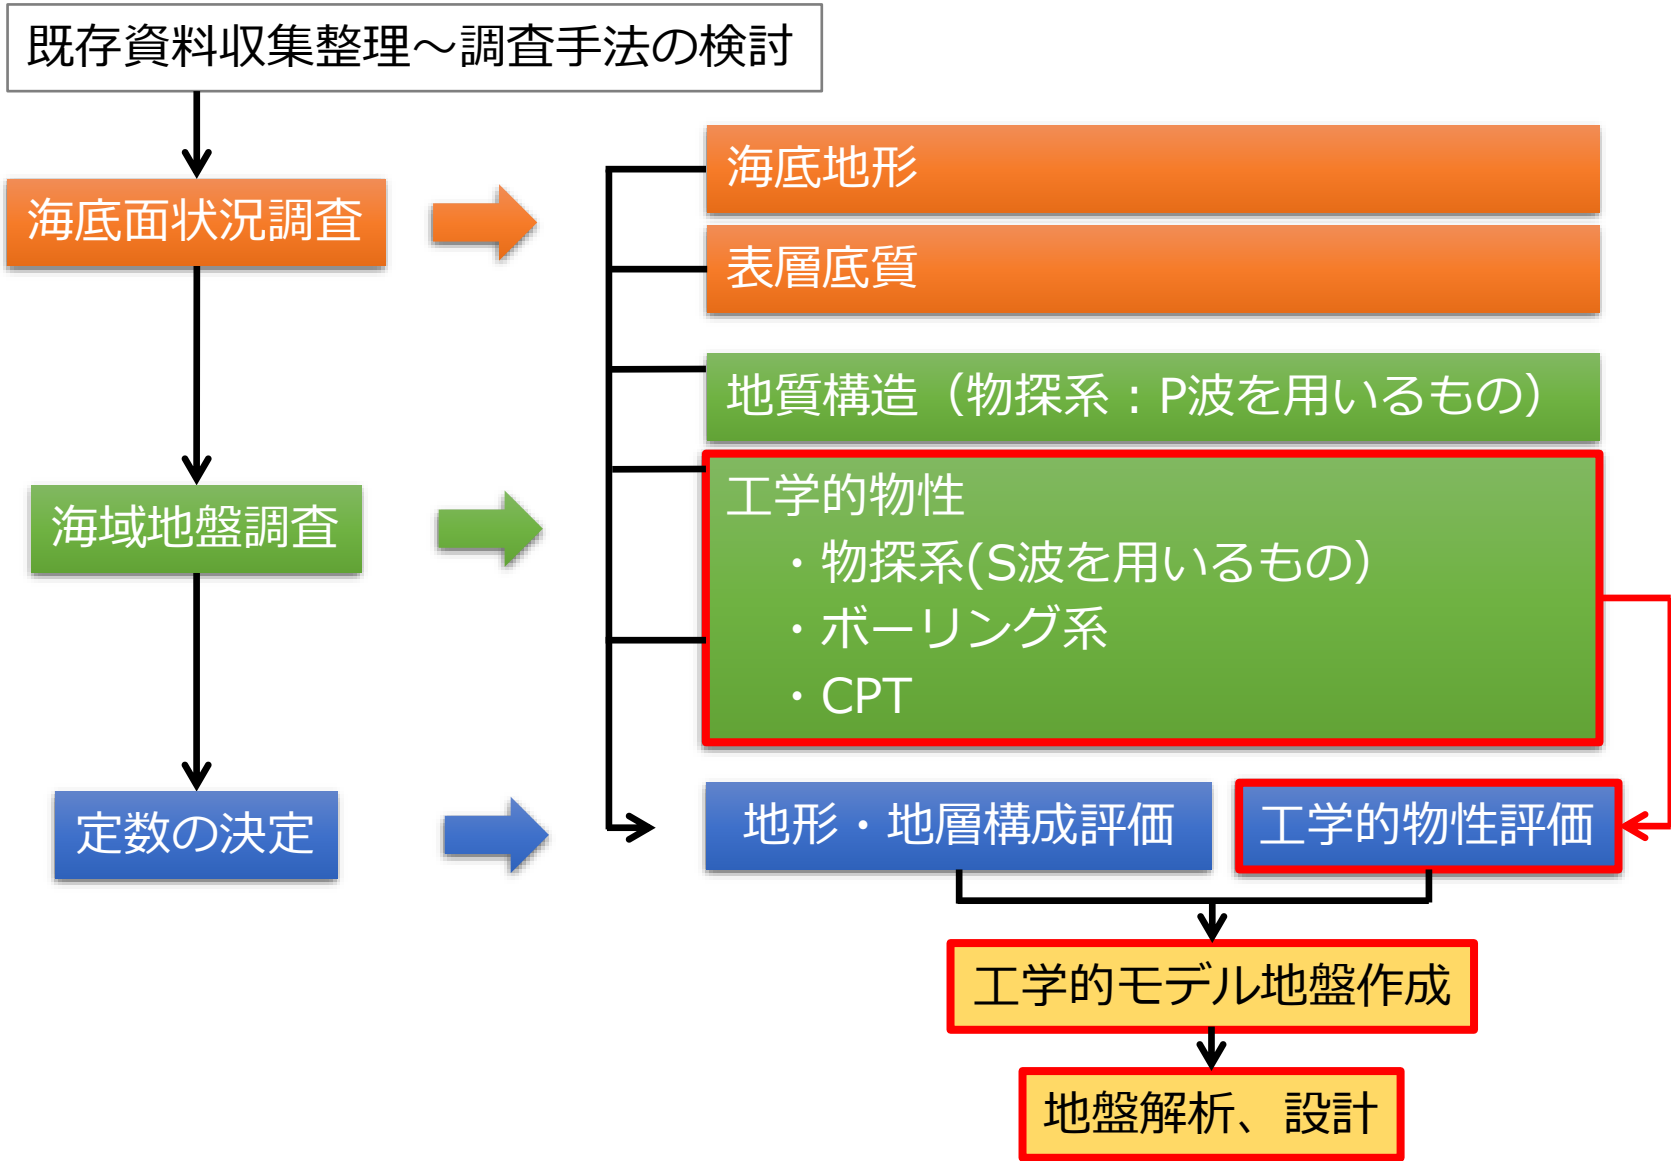 既存資料収集整理～調査手法の検討
海底面状況調査
海底地形
表層底質
地質構造（物探系：P波を用いるもの）
海域地盤調査
工学的物性
・物探系(S波を用いるもの）
・ボーリング系
・CPT
定数の決定
地形・地層構成評価
工学的物性評価
工学的モデル地盤作成
地盤解析、設計